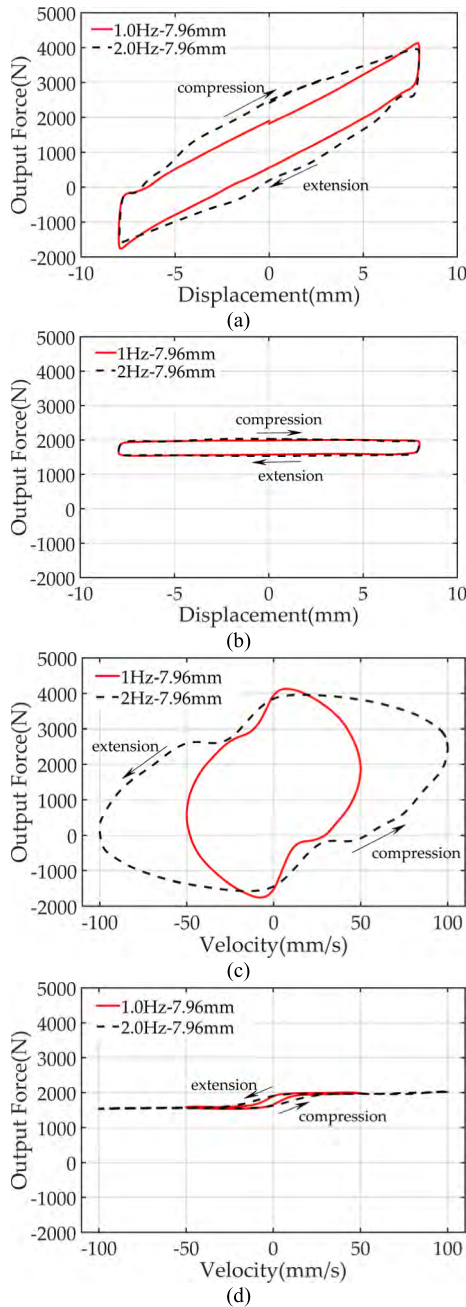 5000
1.0Hz-7.96mm
4000
2.0Hz-7.96mm
3000
compression
2000
1000
0
extension
-1000
-2000
-10 -5 0 5 10
Output Force(N)
Displacement(mm)
(a)
5000
1Hz-7.96mm
4000
2Hz-7.96mm
3000
compression
2000
1000
extension
0
-1000
-2000
-10 -5 0 5 10
Output Force(N)
Displacement(mm)
(b)
5000
1Hz-7.96mm
4000
2Hz-7.96mm
3000
extension
2000
1000
0
compression
-1000
-2000
-100 -50 0 50 100
Output Force(N)
Velocity(mm/s)
(c)
5000
1.0Hz-7.96mm
4000
2.0Hz-7.96mm
3000
extension
2000
compression
1000
0
-1000
-2000
-100 -50 0 50 100
Output Force(N)
Velocity(mm/s)
(d)